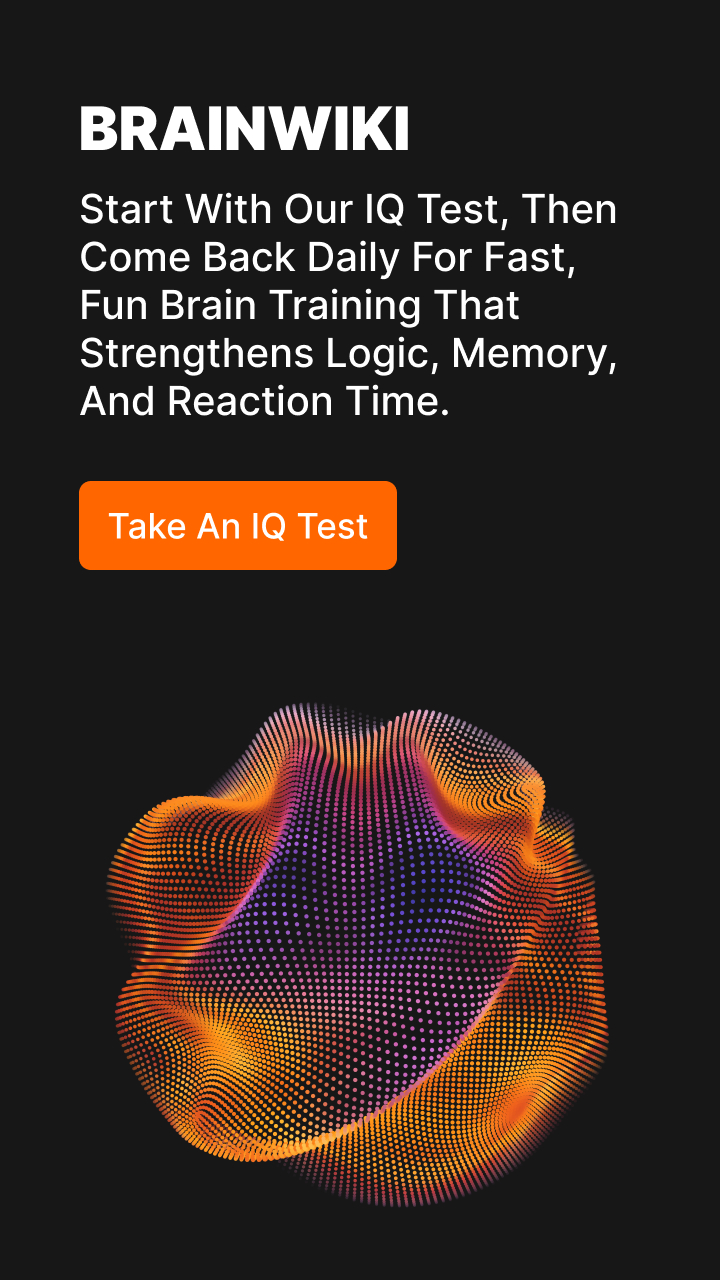 BRAINWIKI
Start With Our IQ Test, Then
Come Back Daily For Fast,
Fun Brain Training That
Strengthens Logic, Memory,
And Reaction Time.
Take An IQ Test